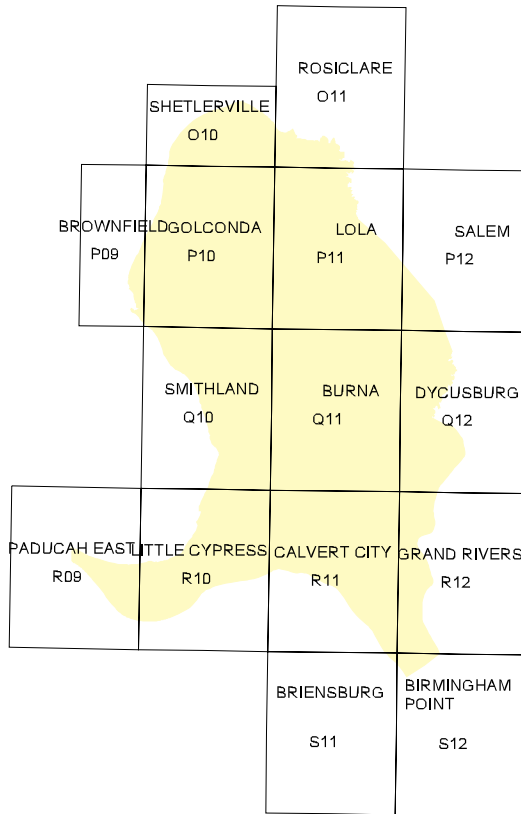 ROSICLARE
O11
SHETLERVILLE
O10
BROWNFIELD
P09
GOLCONDA
P10
LOLA
P11
SALEM
P12
SMITHLAND
Q10
BURNA
Q11
DYCUSBURG
Q12
PADUCAH EAST
R09
LITTLE CYPRESS
R10
CALVERT CITY
R11
GRAND RIVERS
R12
BRIENSBURG
S11
BIRMINGHAM
POINT
S12